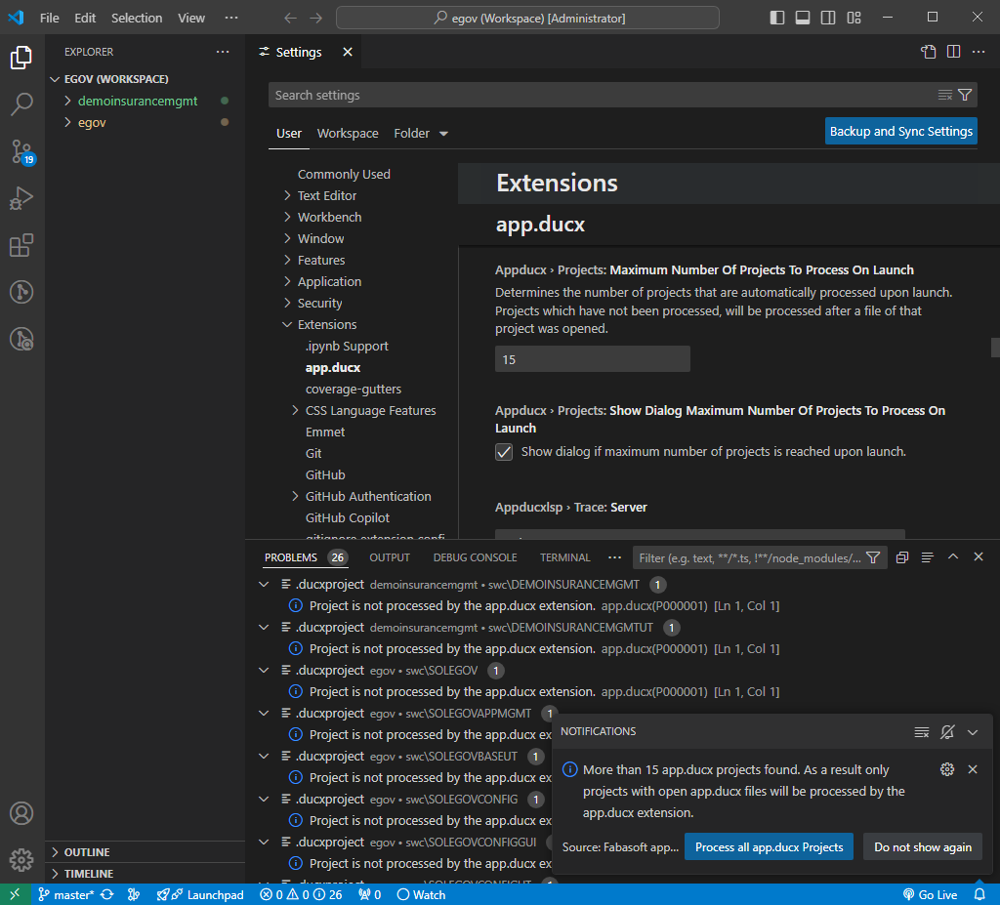 File Edit Selection View ···
egov (Workspace) [Administrator]
EXPLORER ···
Settings
EGOV (WORKSPACE)
demoinsurancemgmt
egov
19
Search settings
User Workspace Folder
Backup and Sync Settings
Commonly Used
Text Editor
Workbench
Window
Features
Application
Security
Extensions
.ipynb Support
app.ducx
coverage-gutters
CSS Language Features
Emmet
Git
GitHub
GitHub Authentication
GitHub Copilot
gitignore extension confi
Extensions
app.ducx
Appducx › Projects: Maximum Number Of Projects To Process On Launch
Determines the number of projects that are automatically processed upon launch.
Projects which have not been processed, will be processed after a file of that
project was opened.
15
Appducx › Projects: Show Dialog Maximum Number Of Projects To Process On
Launch
Show dialog if maximum number of projects is reached upon launch.
Appducxlsp › Trace: Server
PROBLEMS 26 OUTPUT DEBUG CONSOLE TERMINAL ···
Filter (e.g. text, **/*.ts, !**/node_modules/...
.ducxproject demoinsurancemgmt • swc\DEMOINSURANCEMGMT 1
Project is not processed by the app.ducx extension. app.ducx(P000001) [Ln 1, Col 1]
.ducxproject demoinsurancemgmt • swc\DEMOINSURANCEMGMTUT 1
Project is not processed by the app.ducx extension. app.ducx(P000001) [Ln 1, Col 1]
.ducxproject egov • swc\SOLEGOV 1
Project is not processed by the app.ducx extension. app.ducx(P000001) [Ln 1, Col 1]
.ducxproject egov • swc\SOLEGOVAPPMGMT 1
Project is not processed by the app.ducx ex
.ducxproject egov • swc\SOLEGOVBASEUT 1
Project is not processed by the app.ducx ex
.ducxproject egov • swc\SOLEGOVCONFIG 1
Project is not processed by the app.ducx ex
.ducxproject egov • swc\SOLEGOVCONFIGGUI
Project is not processed by the app.ducx ex
.ducxproject egov • swc\SOLEGOVCONFIGUT 1
NOTIFICATIONS
More than 15 app.ducx projects found. As a result only
projects with open app.ducx files will be processed by the
app.ducx extension.
Source: Fabasoft app...
Process all app.ducx Projects
Do not show again
OUTLINE
TIMELINE
master* Launchpad 0 0 26 0 Watch Go Live